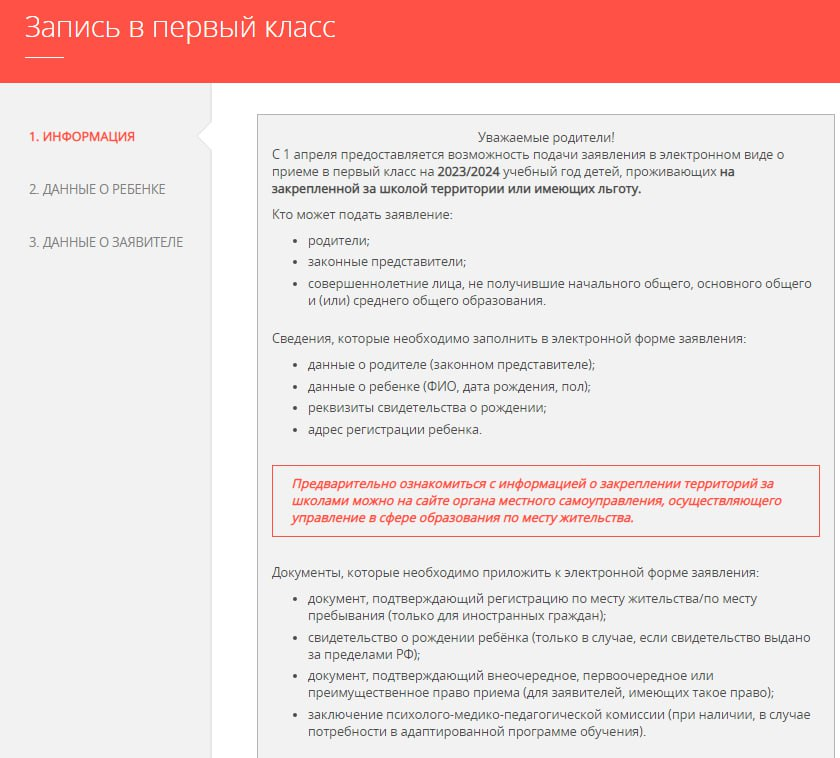 Запись в первый класс
1. ИНФОРМАЦИЯ
2. ДАННЫЕ О РЕБЕНКЕ
3. ДАННЫЕ О ЗАЯВИТЕЛЕ
Уважаемые родители!
С 1 апреля предоставляется возможность подачи заявления в электронном виде о
приеме в первый класс на 2023/2024 учебный год детей, проживающих на
закрепленной за школой территории или имеющих льготу.
Кто может подать заявление:
• родители;
• законные представители;
• совершеннолетние лица, не получившие начального общего, основного общего
и (или) среднего общего образования.
Сведения, которые необходимо заполнить в электронной форме заявления:
• данные о родителе (законном представителе);
• данные о ребенке (ФИО, дата рождения, пол);
• реквизиты свидетельства о рождении;
• адрес регистрации ребенка.
Предварительно ознакомиться с информацией о закреплении территорий за
школами можно на сайте органа местного самоуправления, осуществляющего
управление в сфере образования по месту жительства.
Документы, которые необходимо приложить к электронной форме заявления:
• документ, подтверждающий регистрацию по месту жительства/по месту
пребывания (только для иностранных граждан);
• свидетельство о рождении ребёнка (только в случае, если свидетельство выдано
за пределами РФ);
• документ, подтверждающий внеочередное, первоочередное или
преимущественное право приема (для заявителей, имеющих такое право);
• заключение психолого-медико-педагогической комиссии (при наличии, в случае
потребности в адаптированной программе обучения).